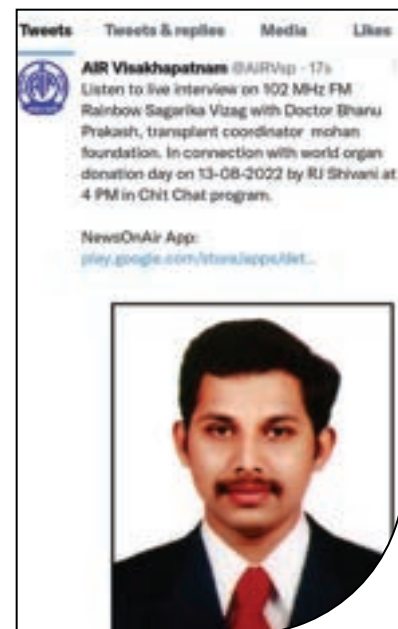 Tweets Tweets & replies Media Likes
AIR Visakhapatnam @AIRVsp · 17s
Listen to live interview on 102 MHz FM
Rainbow Sagarika Vizag with Doctor Bhanu
Prakash, transplant coordinator mohan
foundation. In connection with world organ
donation day on 13-08-2022 by RJ Shivani at
4 PM in Chit Chat program.
NewsOnAir App:
play.google.com/store/apps/det...